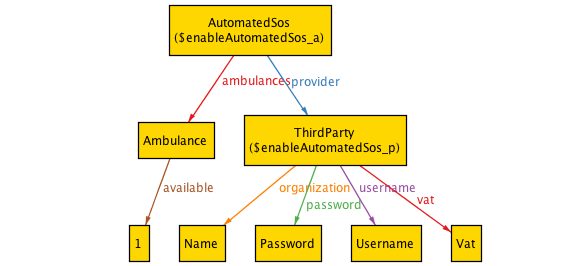 AutomatedSos
($enableAutomatedSos_a)
ambulances
provider
Ambulance
ThirdParty
($enableAutomatedSos_p)
available
organization
username
password
vat
1
Name
Password
Username
Vat